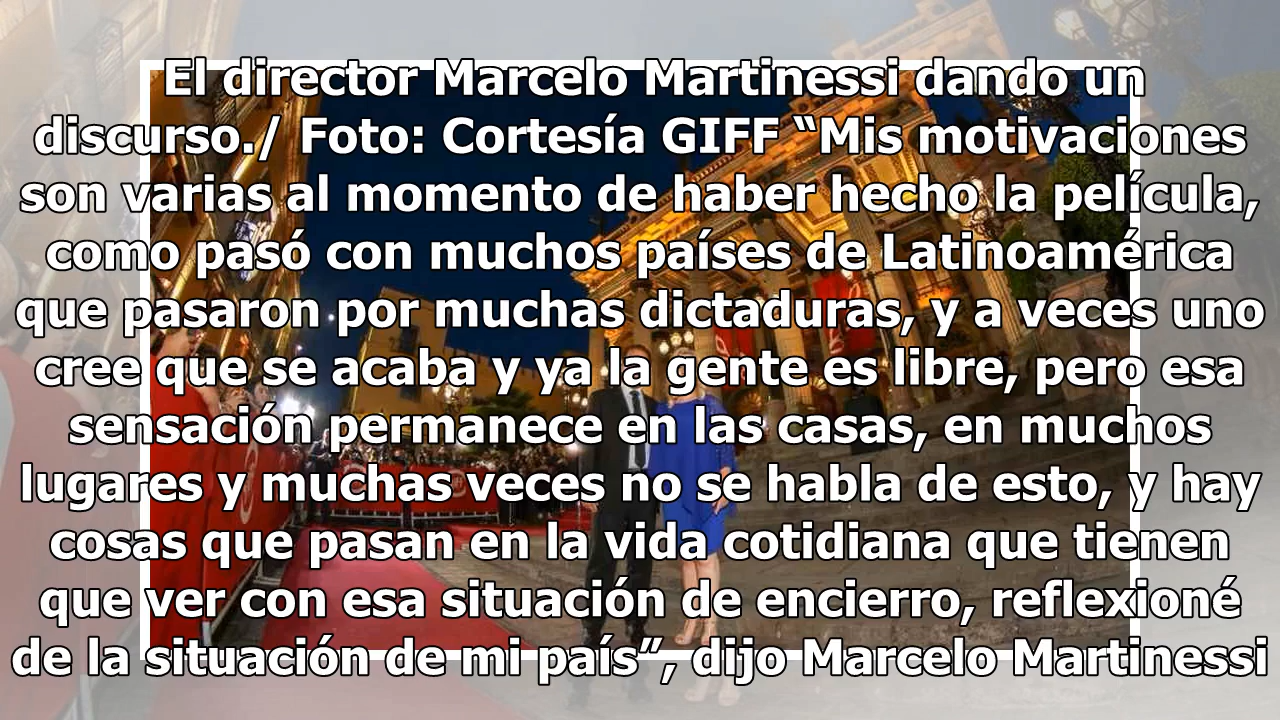 El director Marcelo Martinessi dando un
discurso./ Foto: Cortesía GIFF “Mis motivaciones
son varias al momento de haber hecho la película,
como pasó con muchos países de Latinoamérica
que pasaron por muchas dictaduras, y a veces uno
cree que se acaba y ya la gente es libre, pero esa
sensación permanece en las casas, en muchos
lugares y muchas veces no se habla de esto, y hay
cosas que pasan en la vida cotidiana que tienen
que ver con esa situación de encierro, reflexioné
de la situación de mi país”, dijo Marcelo Martinessi